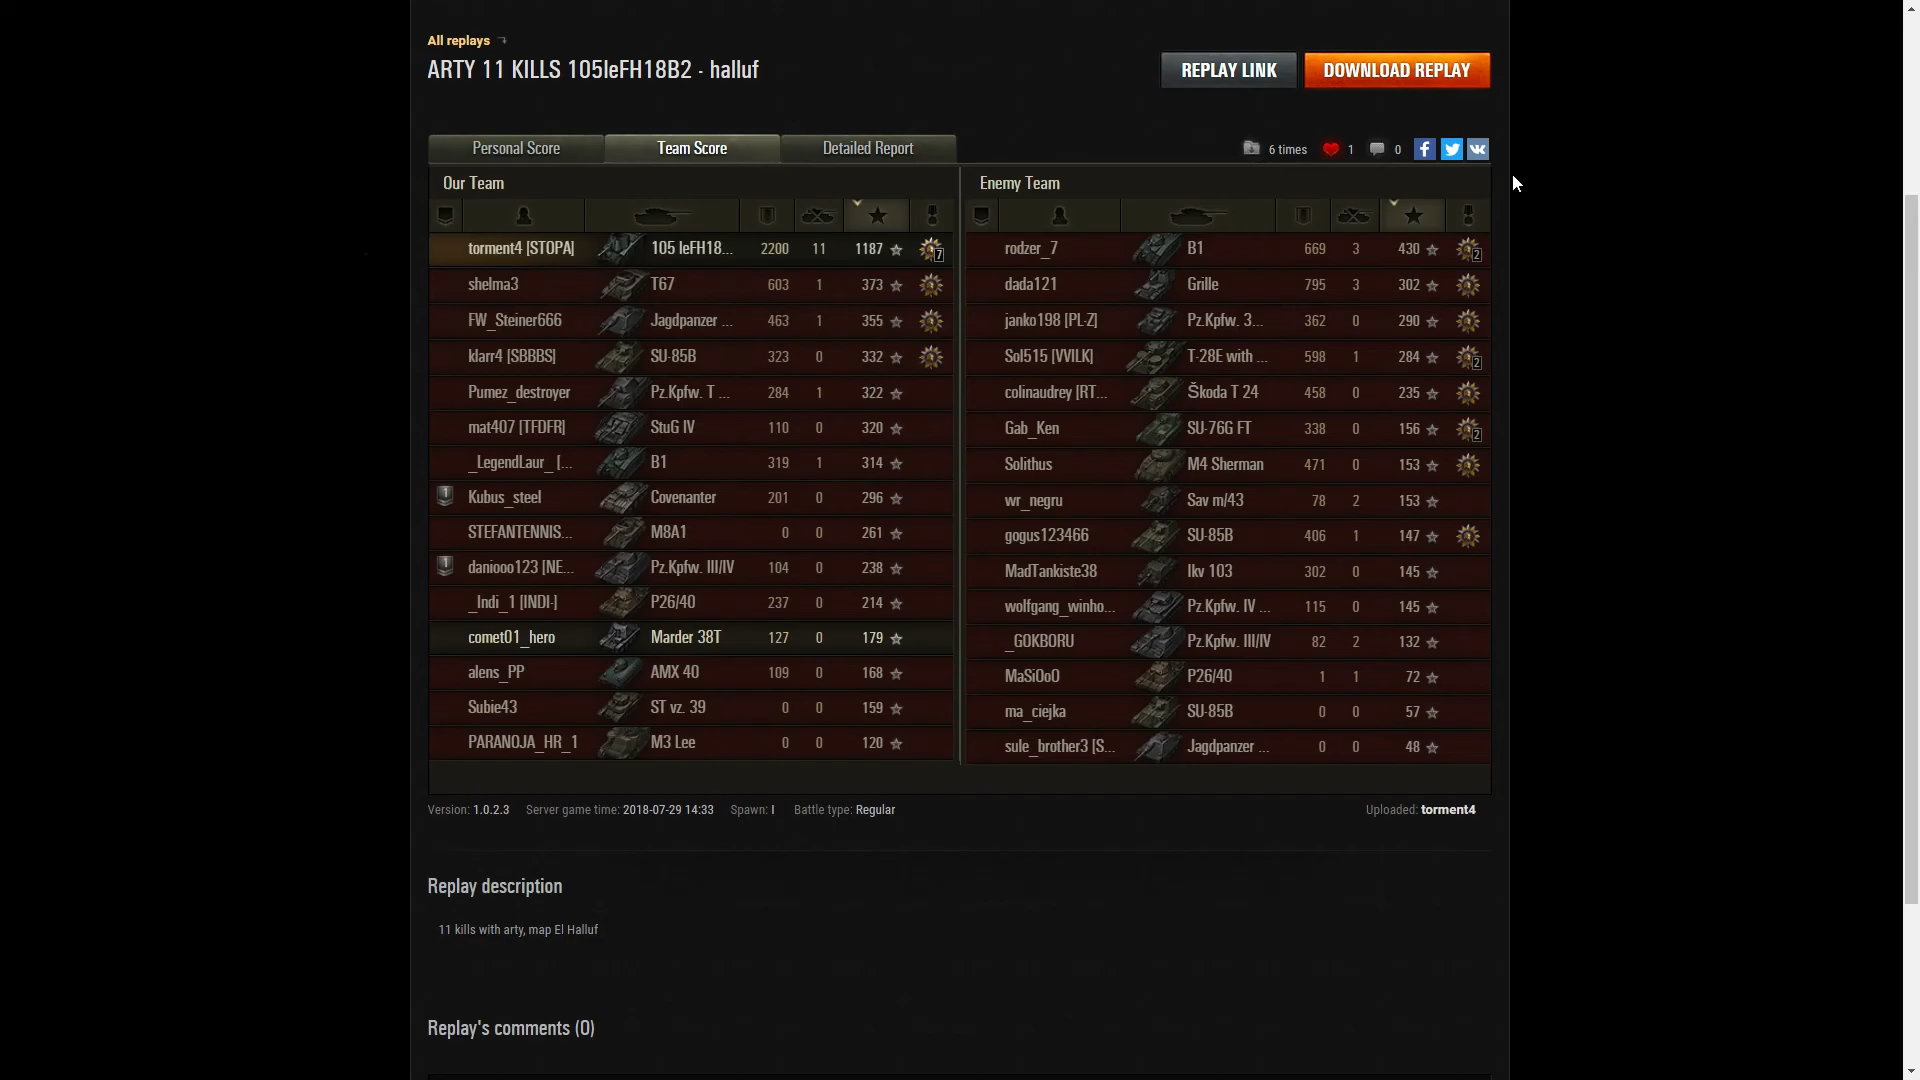 All replays
ARTY 11 KILLS 105leFH18B2 - halluf
REPLAY LINK
DOWNLOAD REPLAY
Personal Score
Team Score
Detailed Report
6 times
1
0
Our Team
torment4 [STOPA] 105 leFH18... 2200 11 1187 7
shelma3 T67 603 1 373
FW_Steiner666 Jagdpanzer ... 463 1 355
klarr4 [SBBBS] SU-85B 323 0 332
Pumez_destroyer Pz.Kpfw. T ... 284 1 322
mat407 [TFDFR] StuG IV 110 0 320
_LegendLaur_ [... B1 319 1 314
1 Kubus_steel Covenanter 201 0 296
STEFANTENNIS... M8A1 0 0 261
1 daniooo123 [NE... Pz.Kpfw. III/IV 104 0 238
_Indi_1 [INDI-] P26/40 237 0 214
comet01_hero Marder 38T 127 0 179
alens_PP AMX 40 109 0 168
Subie43 ST vz. 39 0 0 159
PARANOJA_HR_1 M3 Lee 0 0 120
Enemy Team
rodzer_7 B1 669 3 430 2
dada121 Grille 795 3 302
janko198 [PL-Z] Pz.Kpfw. 3... 362 0 290
Sol515 [VVILK] T-28E with ... 598 1 284 2
colinaudrey [RT... Škoda T 24 458 0 235
Gab_Ken SU-76G FT 338 0 156 2
Solithus M4 Sherman 471 0 153
wr_negru Sav m/43 78 2 153
gogus123466 SU-85B 406 1 147
MadTankiste38 Ikv 103 302 0 145
wolfgang_winho... Pz.Kpfw. IV ... 115 0 145
_GOKBORU Pz.Kpfw. III/IV 82 2 132
MaSiOoO P26/40 1 1 72
ma_ciejka SU-85B 0 0 57
sule_brother3 [S... Jagdpanzer ... 0 0 48
Version: 1.0.2.3 Server game time: 2018-07-29 14:33 Spawn: I Battle type: Regular
Uploaded: torment4
Replay description
11 kills with arty, map El Halluf
Replay's comments (0)